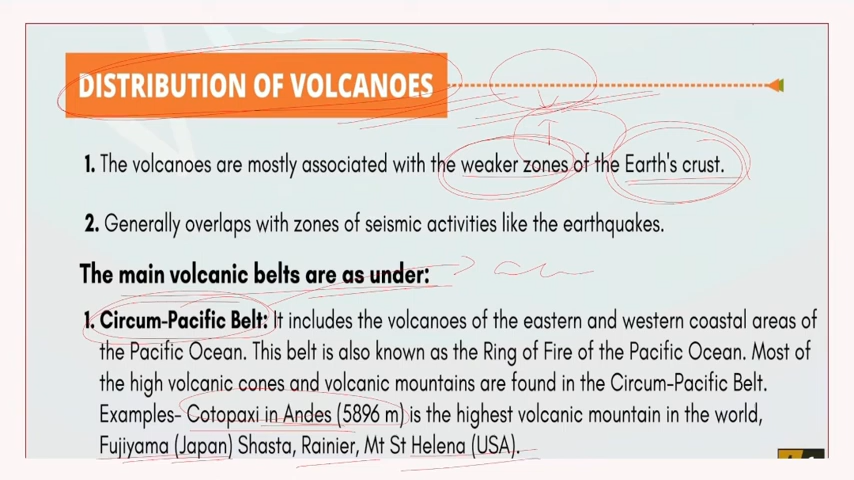 DISTRIBUTION OF VOLCANOES
1. The volcanoes are mostly associated with the weaker zones of the Earth's crust.
2. Generally overlaps with zones of seismic activities like the earthquakes.
The main volcanic belts are as under:
1. Circum-Pacific Belt: It includes the volcanoes of the eastern and western coastal areas of
the Pacific Ocean. This belt is also known as the Ring of Fire of the Pacific Ocean. Most of
the high volcanic cones and volcanic mountains are found in the Circum-Pacific Belt.
Examples- Cotopaxi in Andes (5896 m) is the highest volcanic mountain in the world,
Fujiyama (Japan) Shasta, Rainier, Mt St Helena (USA).